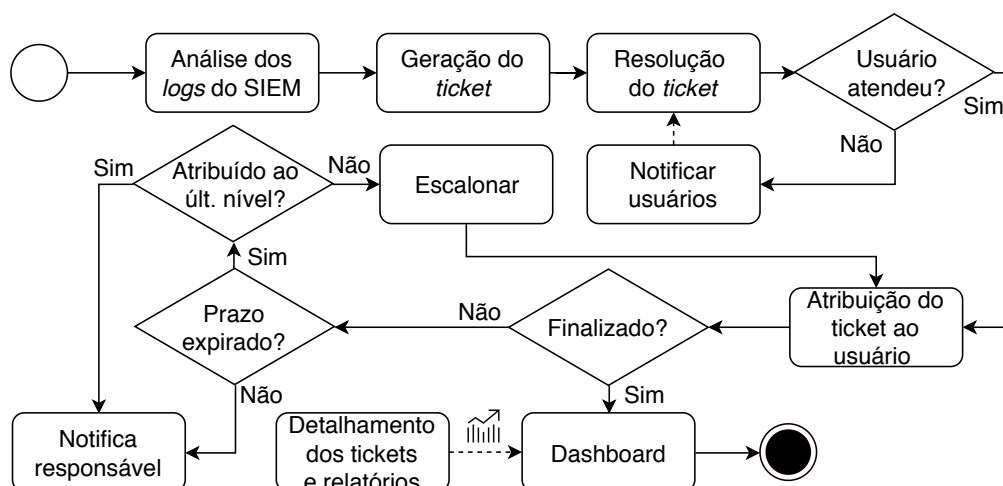 Análise dos
logs do SIEM
Geração do
ticket
Resolução
do ticket
Usuário
atendeu?
Sim
Não
Notificar
usuários
Sim
Atribuído ao
últ. nível?
Não
Escalonar
Sim
Prazo
expirado?
Não
Não
Finalizado?
Sim
Atribuição do
ticket ao
usuário
Notifica
responsável
Detalhamento
dos tickets
e relatórios
Dashboard